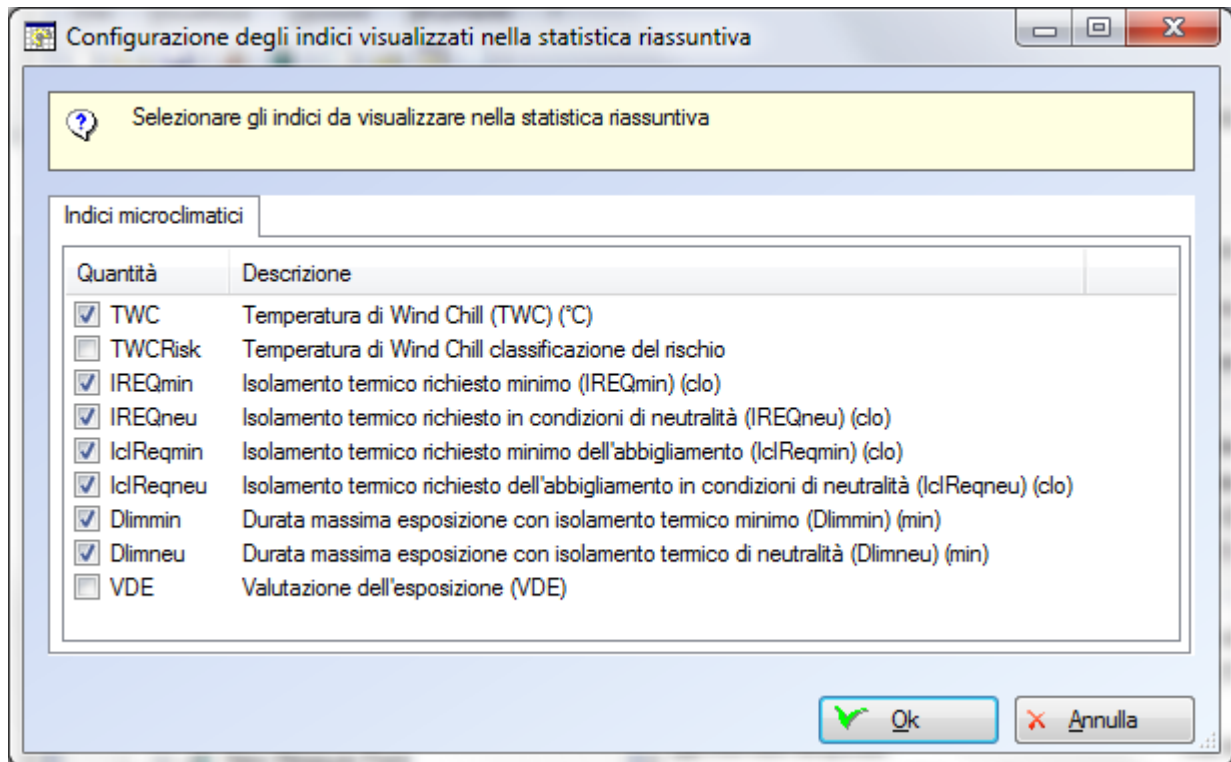 Configurazione degli indici visualizzati nella statistica riassuntiva
Selezionare gli indici da visualizzare nella statistica riassuntiva
Indici microclimatici
Quantità Descrizione
TWC Temperatura di Wind Chill (TWC) (°C)
TWCRisk Temperatura di Wind Chill classificazione del rischio
IREQmin Isolamento termico richiesto minimo (IREQmin) (clo)
IREQneu Isolamento termico richiesto in condizioni di neutralità (IREQneu) (clo)
IclReqmin Isolamento termico richiesto minimo dell'abbigliamento (IclReqmin) (clo)
IclReqneu Isolamento termico richiesto dell'abbigliamento in condizioni di neutralità (IclReqneu) (clo)
Dlimmin Durata massima esposizione con isolamento termico minimo (Dlimmin) (min)
Dlimneu Durata massima esposizione con isolamento termico di neutralità (Dlimneu) (min)
VDE Valutazione dell'esposizione (VDE)
Ok Annulla